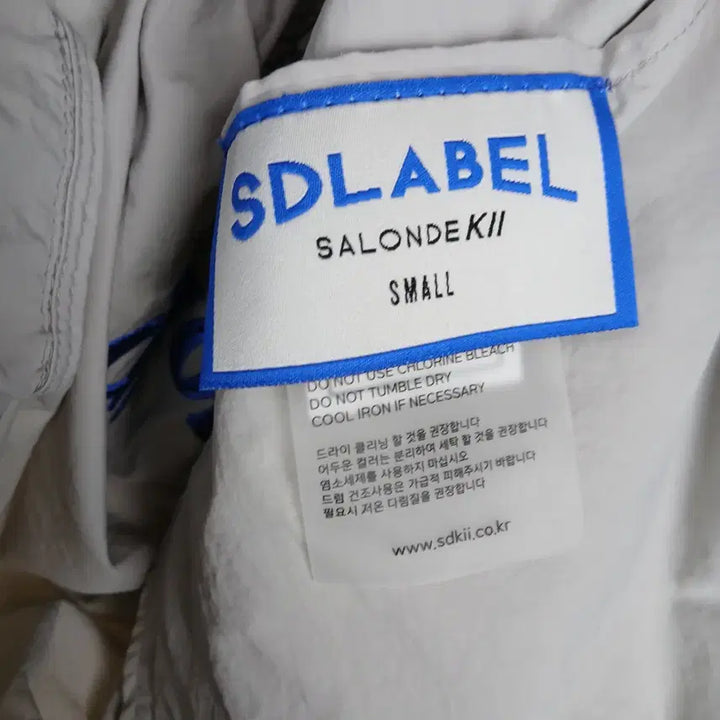 SDLABEL
SALONDEKII
SMALL
DO NOT USE CHLORINE BLEACH
DO NOT TUMBLE DRY
COOL IRON IF NECESSARY
드라이 클리닝 할 것을 권장합니다
어두운 컬러는 분리하여 세탁 할 것을 권장합니다
염소세제를 사용하지 마십시오
드럼 건조사용은 가급적 피해주시기 바랍니다
필요시 저온 다림질을 권장합니다
www.sdkii.co.kr